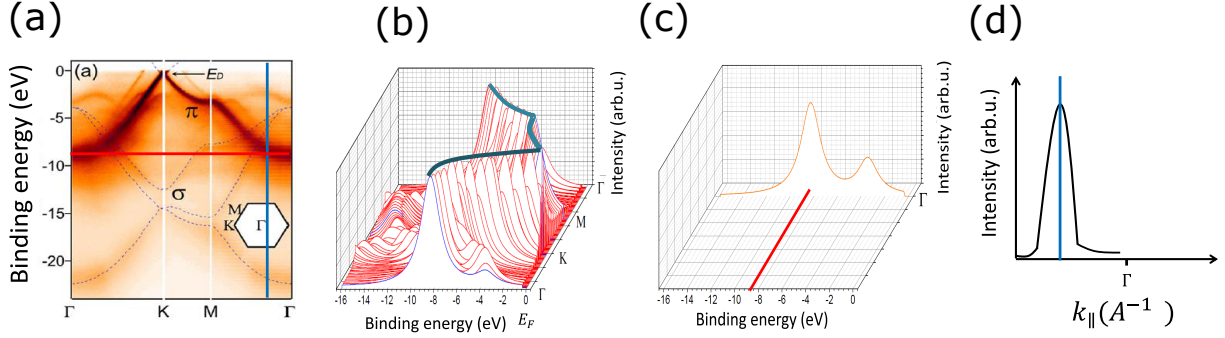 (a)
(b)
(c)
(d)
Binding energy (eV)
0
-5
-10
-15
-20
(a)
E_D
π
σ
M
K
Γ
Γ
K
M
Γ
Intensity (arb.u.)
Γ
M
K
Γ
-16
-14
-12
-10
-8
-6
-4
-2
0
Binding energy (eV)
E_F
Intensity (arb.u.)
Γ
-16
-14
-12
-10
-8
-6
-4
-2
0
Binding energy (eV)
Intensity (arb.u.)
Γ
k_∥(A⁻¹ )